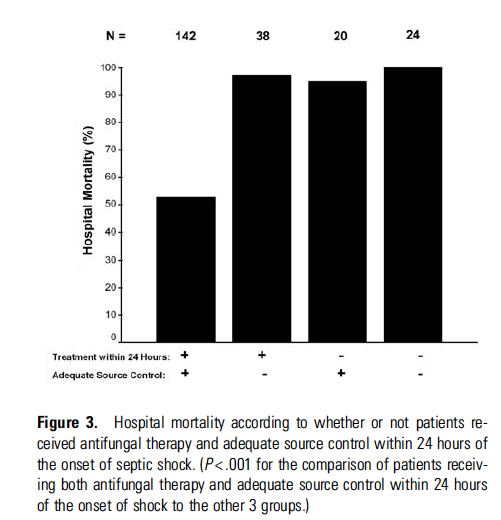 N = 142 38 20 24
Hospital Mortality (%)
100
90
80
70
60
50
40
30
20
10
0
Treatment within 24 Hours: + + – –
Adequate Source Control: + – + –
Figure 3. Hospital mortality according to whether or not patients re-
ceived antifungal therapy and adequate source control within 24 hours of
the onset of septic shock. (P< .001 for the comparison of patients receiv-
ing both antifungal therapy and adequate source control within 24 hours
of the onset of shock to the other 3 groups.)